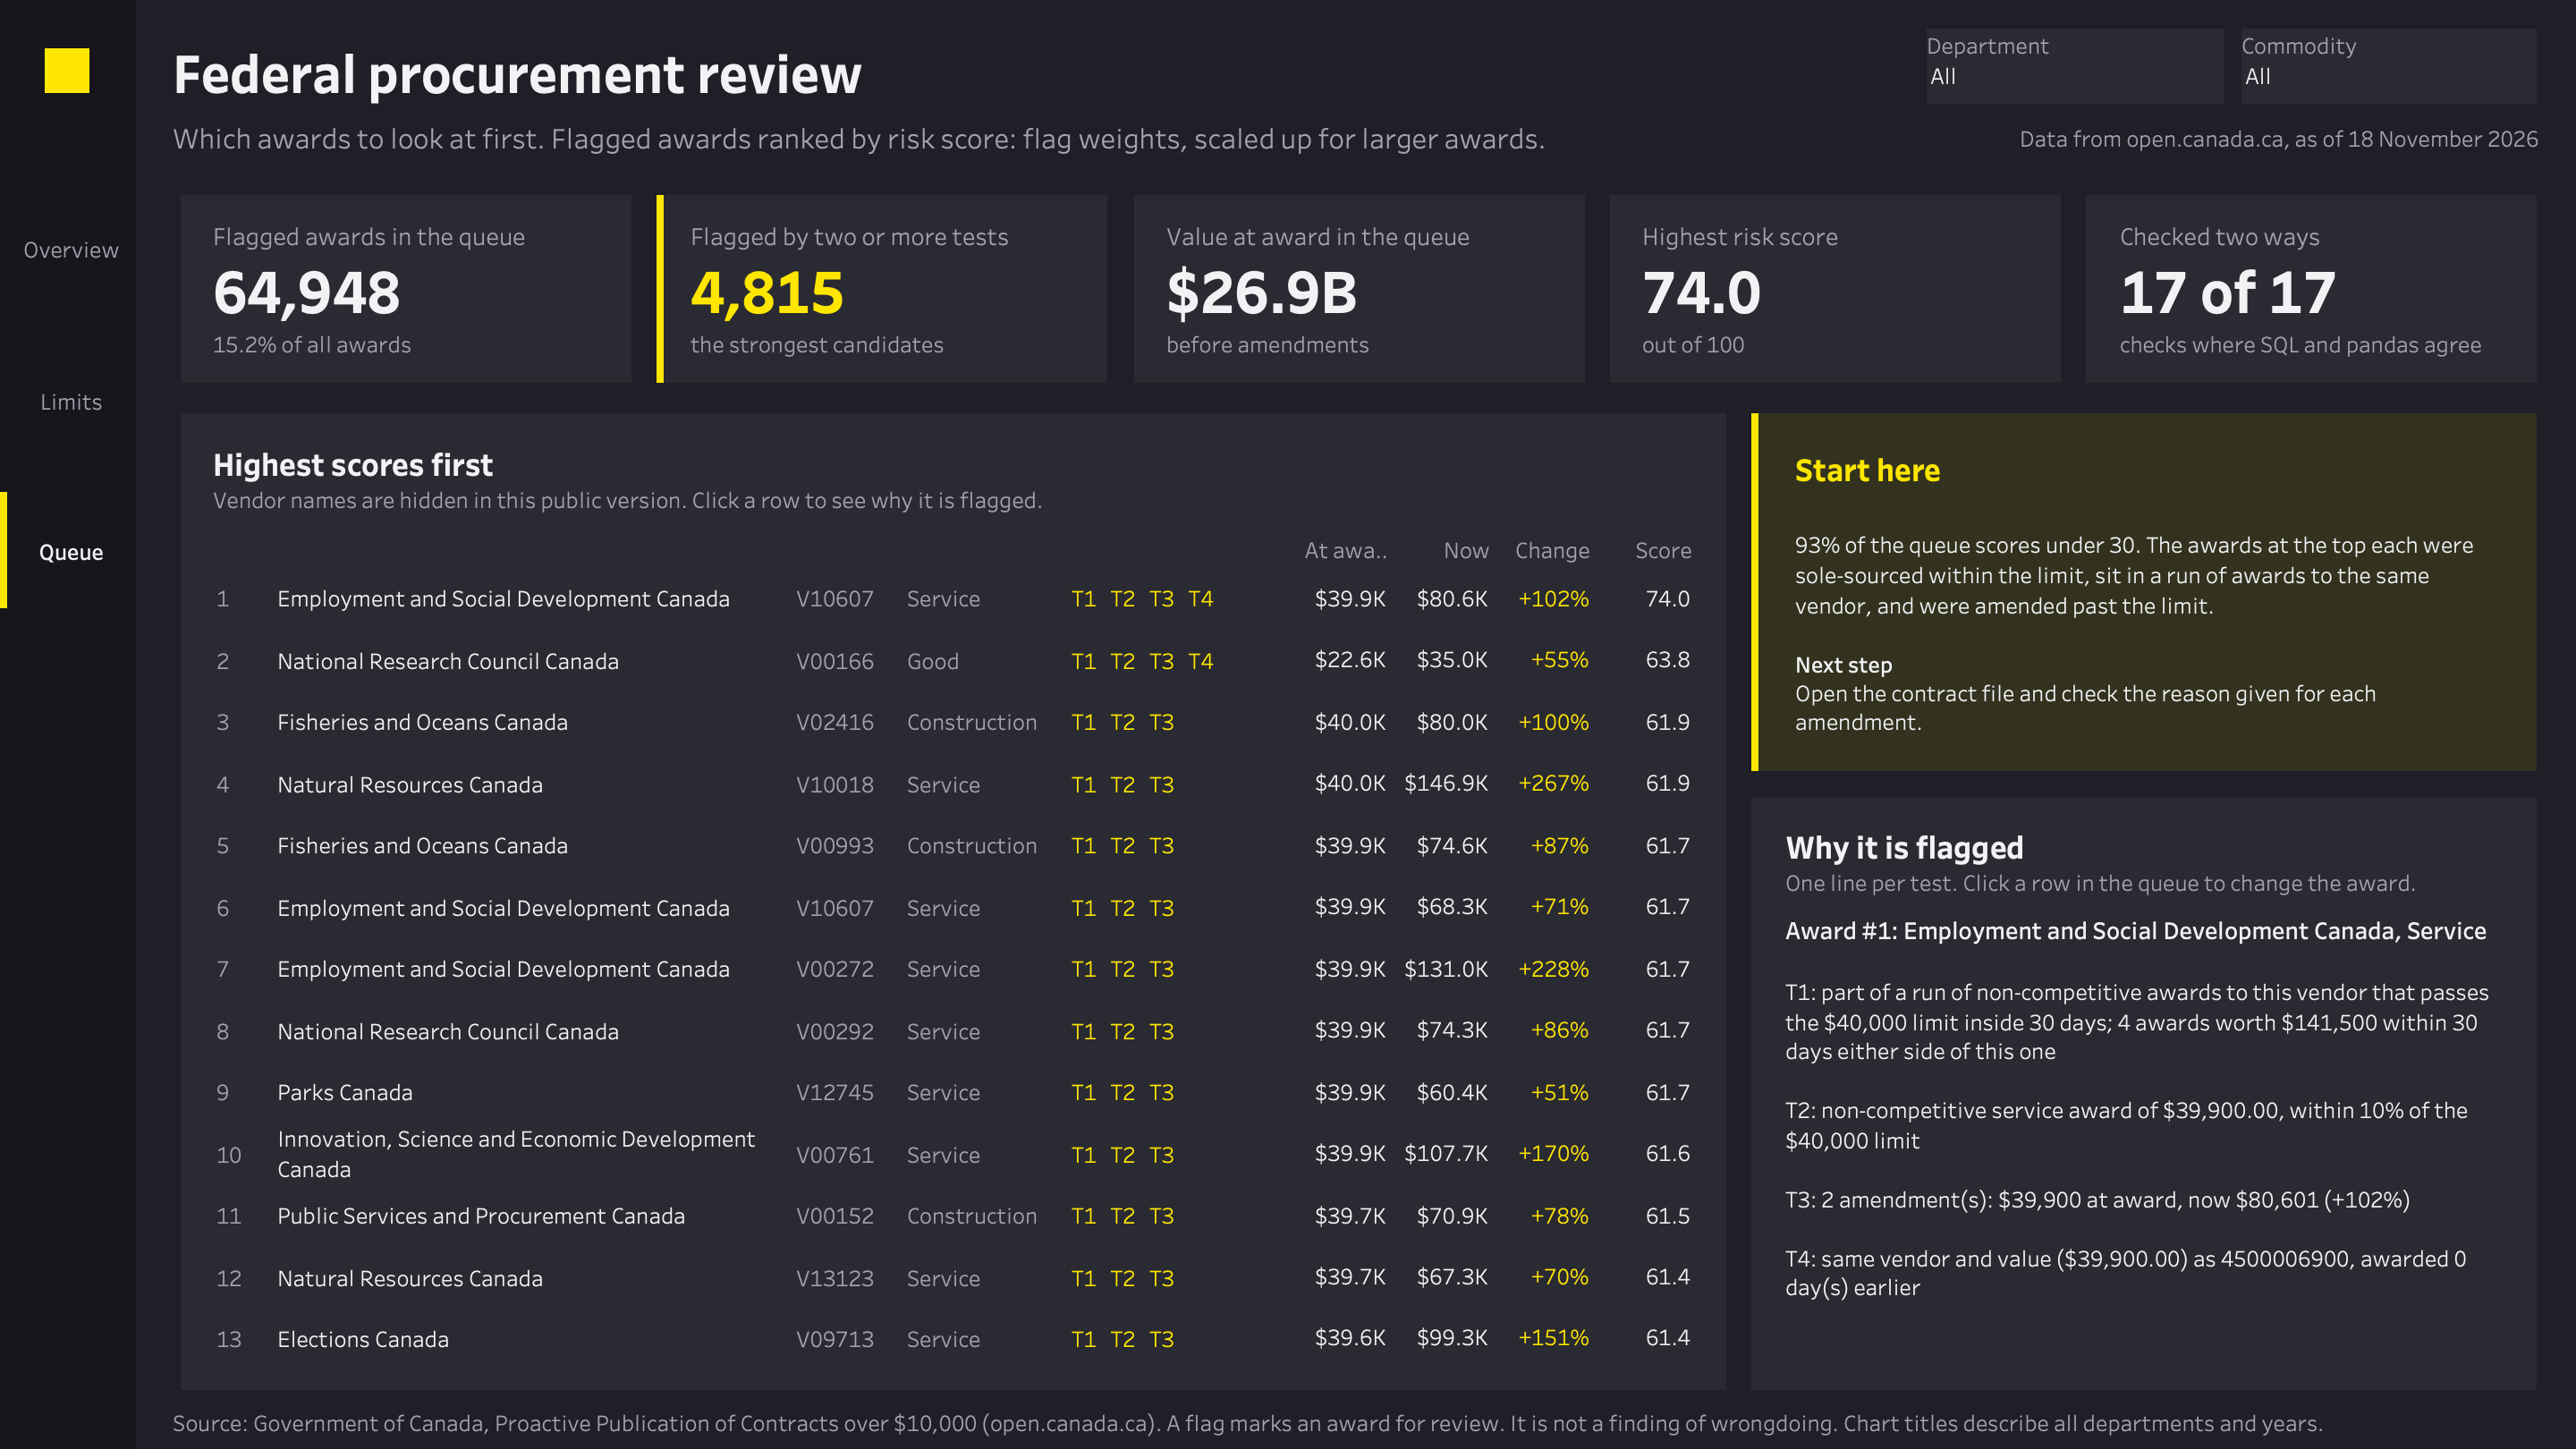 Federal procurement review
Department
All
Commodity
All
Which awards to look at first. Flagged awards ranked by risk score: flag weights, scaled up for larger awards.
Data from open.canada.ca, as of 18 November 2026
Overview
Limits
Queue
Flagged awards in the queue
64,948
15.2% of all awards
Flagged by two or more tests
4,815
the strongest candidates
Value at award in the queue
$26.9B
before amendments
Highest risk score
74.0
out of 100
Checked two ways
17 of 17
checks where SQL and pandas agree
Highest scores first
Vendor names are hidden in this public version. Click a row to see why it is flagged.
At awa.. Now Change Score
1 Employment and Social Development Canada V10607 Service T1 T2 T3 T4 $39.9K $80.6K +102% 74.0
2 National Research Council Canada V00166 Good T1 T2 T3 T4 $22.6K $35.0K +55% 63.8
3 Fisheries and Oceans Canada V02416 Construction T1 T2 T3 $40.0K $80.0K +100% 61.9
4 Natural Resources Canada V10018 Service T1 T2 T3 $40.0K $146.9K +267% 61.9
5 Fisheries and Oceans Canada V00993 Construction T1 T2 T3 $39.9K $74.6K +87% 61.7
6 Employment and Social Development Canada V10607 Service T1 T2 T3 $39.9K $68.3K +71% 61.7
7 Employment and Social Development Canada V00272 Service T1 T2 T3 $39.9K $131.0K +228% 61.7
8 National Research Council Canada V00292 Service T1 T2 T3 $39.9K $74.3K +86% 61.7
9 Parks Canada V12745 Service T1 T2 T3 $39.9K $60.4K +51% 61.7
10 Innovation, Science and Economic Development
Canada V00761 Service T1 T2 T3 $39.9K $107.7K +170% 61.6
11 Public Services and Procurement Canada V00152 Construction T1 T2 T3 $39.7K $70.9K +78% 61.5
12 Natural Resources Canada V13123 Service T1 T2 T3 $39.7K $67.3K +70% 61.4
13 Elections Canada V09713 Service T1 T2 T3 $39.6K $99.3K +151% 61.4
Start here
93% of the queue scores under 30. The awards at the top each were
sole-sourced within the limit, sit in a run of awards to the same
vendor, and were amended past the limit.
Next step
Open the contract file and check the reason given for each
amendment.
Why it is flagged
One line per test. Click a row in the queue to change the award.
Award #1: Employment and Social Development Canada, Service
T1: part of a run of non-competitive awards to this vendor that passes
the $40,000 limit inside 30 days; 4 awards worth $141,500 within 30
days either side of this one
T2: non-competitive service award of $39,900.00, within 10% of the
$40,000 limit
T3: 2 amendment(s): $39,900 at award, now $80,601 (+102%)
T4: same vendor and value ($39,900.00) as 4500006900, awarded 0
day(s) earlier
Source: Government of Canada, Proactive Publication of Contracts over $10,000 (open.canada.ca). A flag marks an award for review. It is not a finding of wrongdoing. Chart titles describe all departments and years.